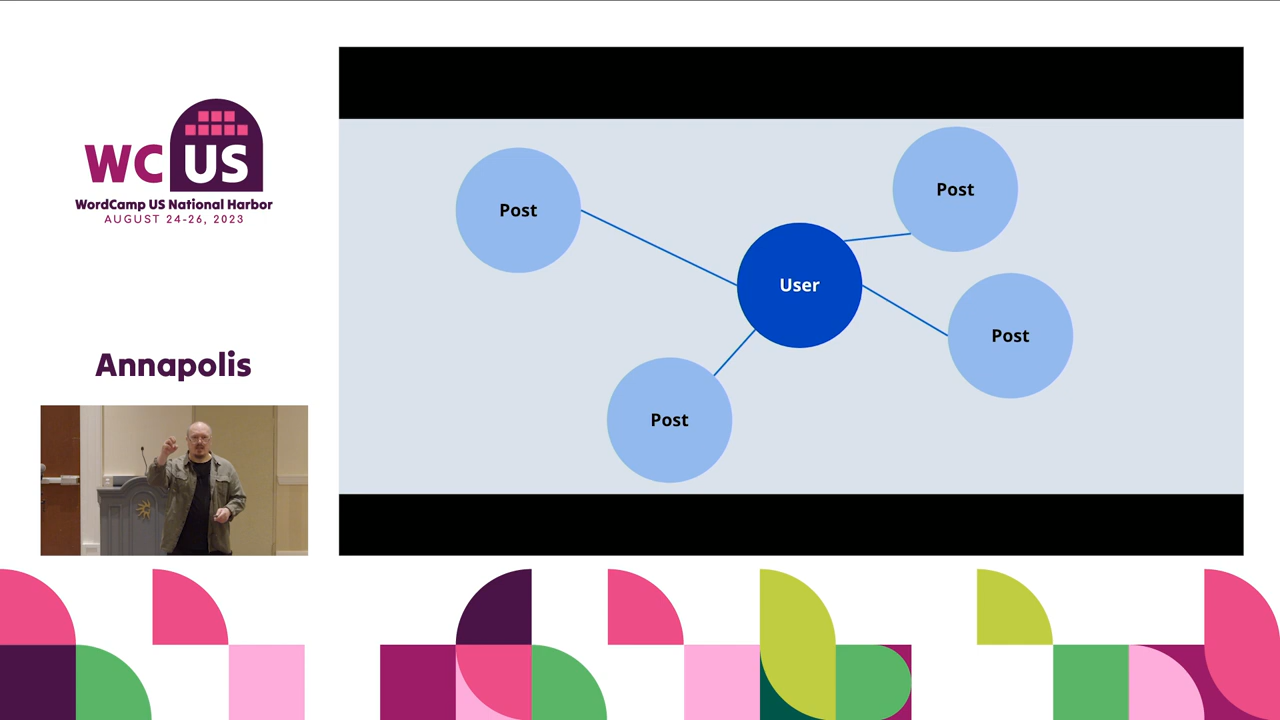 WC US
WordCamp US National Harbor
AUGUST 24-26, 2023
Annapolis
Post
Post
User
Post
Post